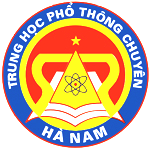 TRUNG HỌC PHỔ THÔNG CHUYÊN
HÀ NAM